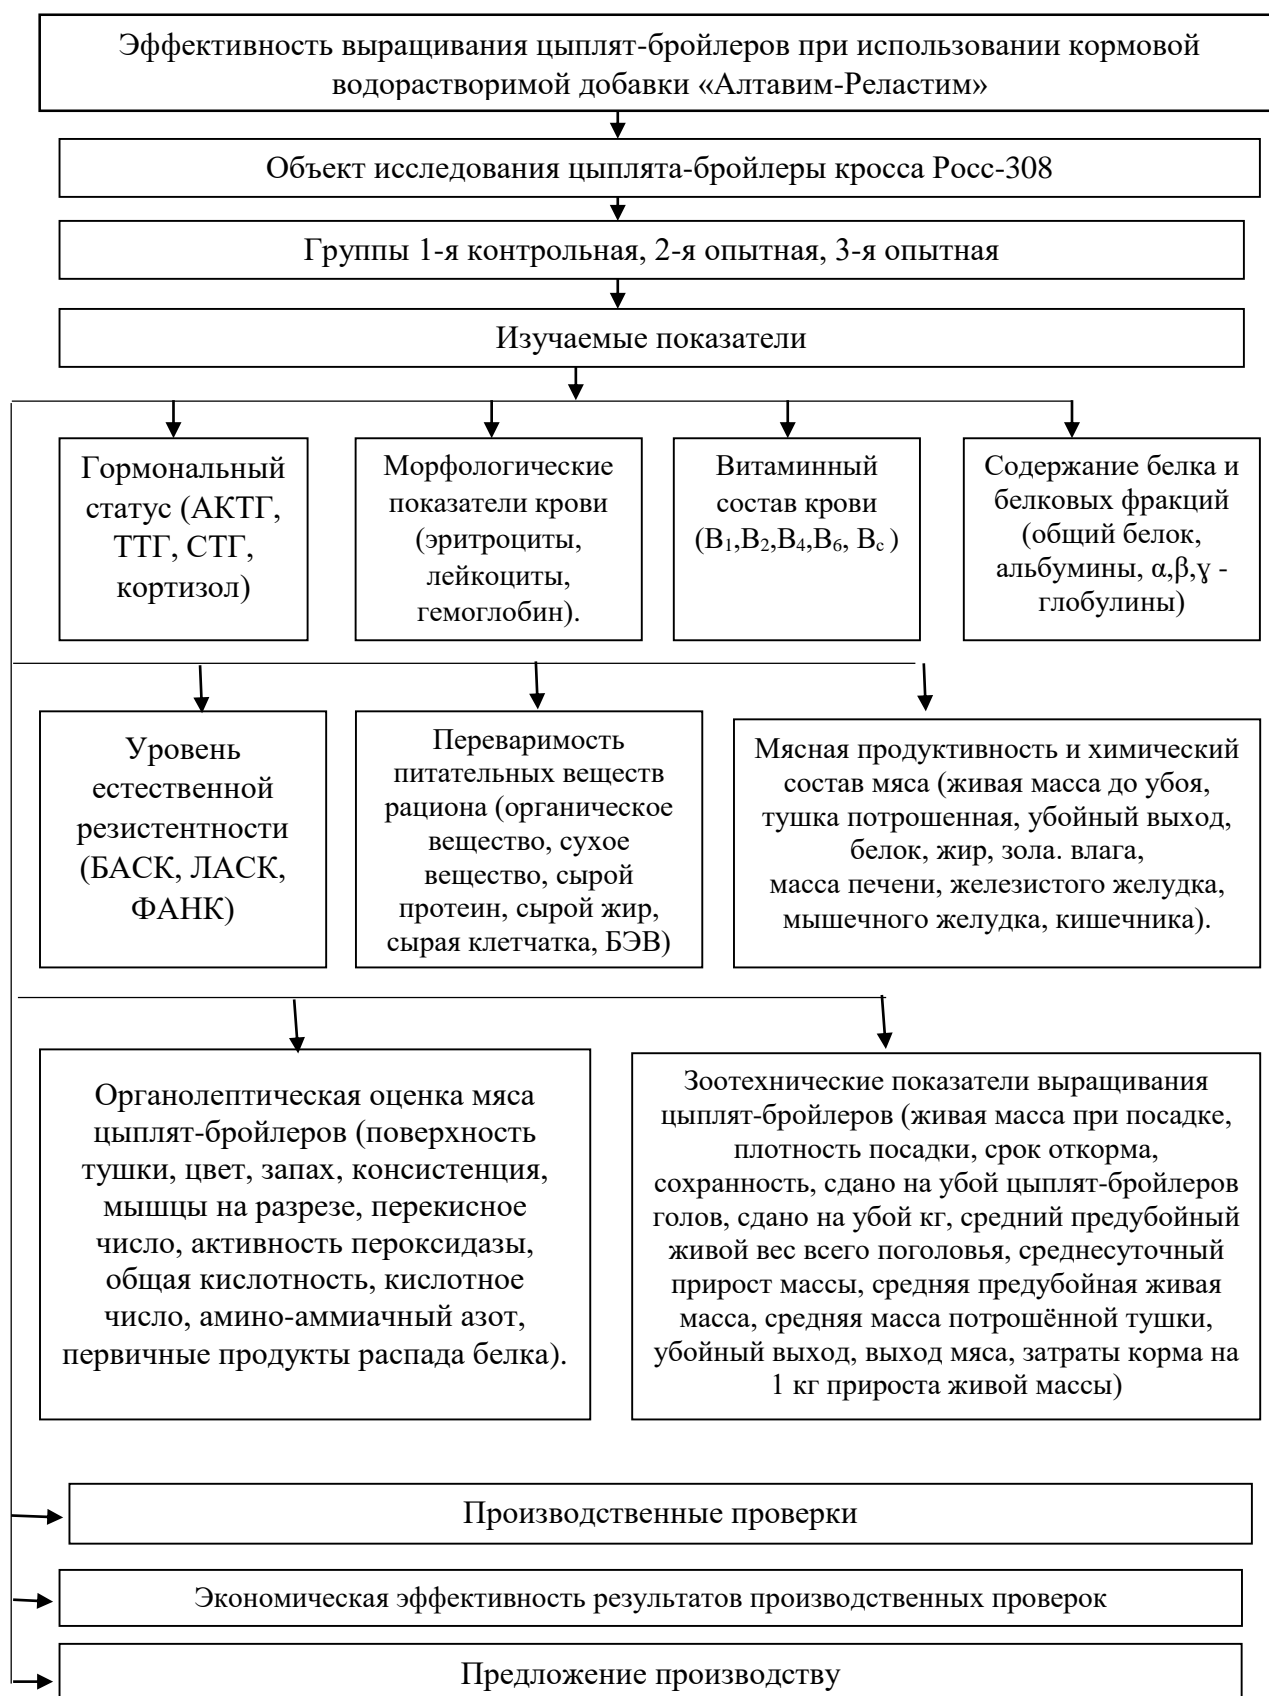 Эффективность выращивания цыплят-бройлеров при использовании кормовой
водорастворимой добавки «Алтавим-Реластим»
Объект исследования цыплята-бройлеры кросса Росс-308
Группы 1-я контрольная, 2-я опытная, 3-я опытная
Изучаемые показатели
Гормональный
статус (АКТГ,
ТТГ, СТГ,
кортизол)
Морфологические
показатели крови
(эритроциты,
лейкоциты,
гемоглобин).
Витаминный
состав крови
(В₁,В₂,В₄,В₆, В_с )
Содержание белка и
белковых фракций
(общий белок,
альбумины, α,β,ɣ -
глобулины)
Уровень
естественной
резистентности
(БАСК, ЛАСК,
ФАНК)
Переваримость
питательных веществ
рациона (органическое
вещество, сухое
вещество, сырой
протеин, сырой жир,
сырая клетчатка, БЭВ)
Мясная продуктивность и химический
состав мяса (живая масса до убоя,
тушка потрошенная, убойный выход,
белок, жир, зола. влага,
масса печени, железистого желудка,
мышечного желудка, кишечника).
Органолептическая оценка мяса
цыплят-бройлеров (поверхность
тушки, цвет, запах, консистенция,
мышцы на разрезе, перекисное
число, активность пероксидазы,
общая кислотность, кислотное
число, амино-аммиачный азот,
первичные продукты распада белка).
Зоотехнические показатели выращивания
цыплят-бройлеров (живая масса при посадке,
плотность посадки, срок откорма,
сохранность, сдано на убой цыплят-бройлеров
голов, сдано на убой кг, средний предубойный
живой вес всего поголовья, среднесуточный
прирост массы, средняя предубойная живая
масса, средняя масса потрошённой тушки,
убойный выход, выход мяса, затраты корма на
1 кг прироста живой массы)
Производственные проверки
Экономическая эффективность результатов производственных проверок
Предложение производству